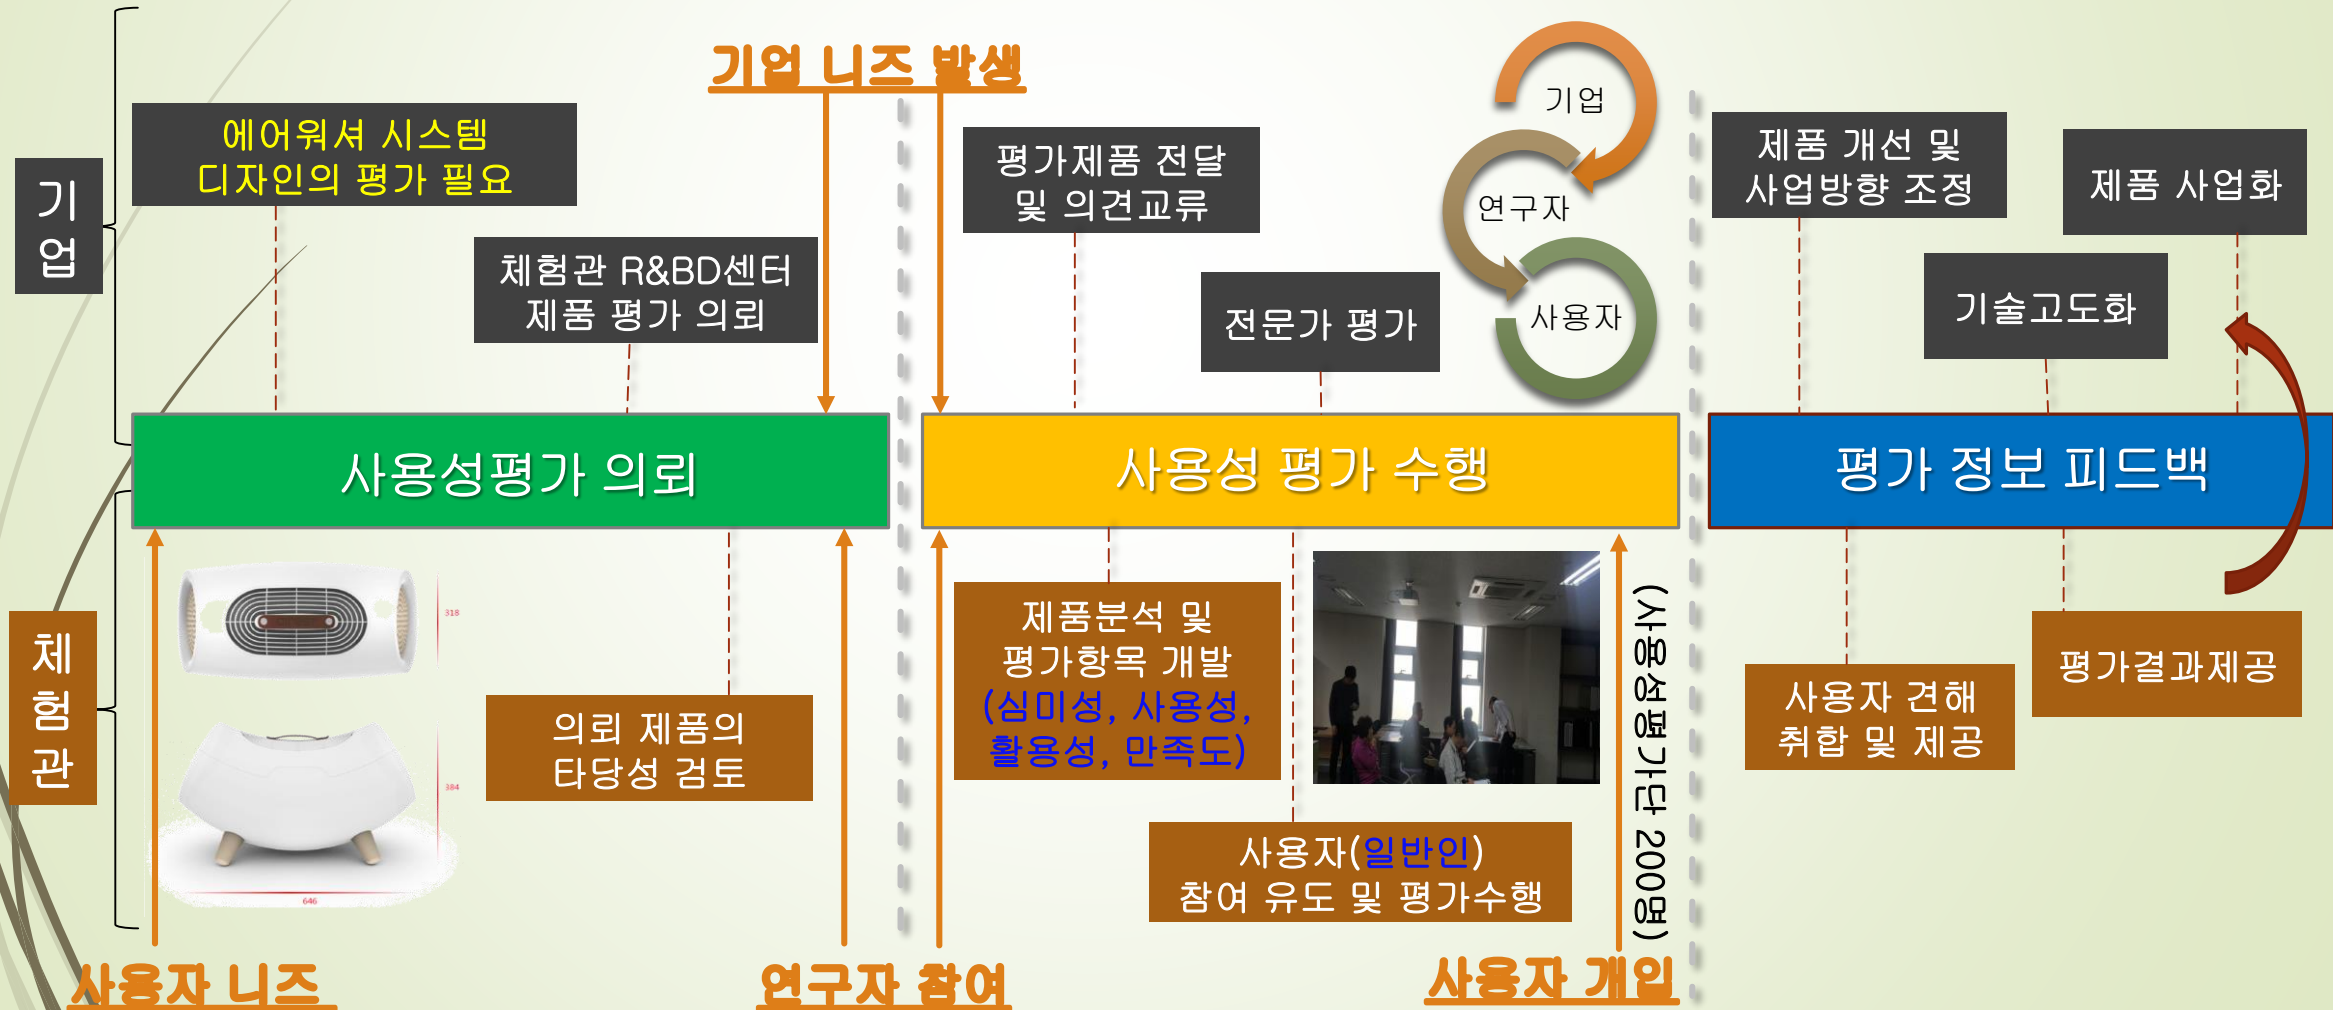 기업 니즈 발생
기업
에어워셔 시스템
디자인의 평가 필요
체험관 R&BD센터
제품 평가 의뢰
평가제품 전달
및 의견교류
전문가 평가
기업
연구자
사용자
제품 개선 및
사업방향 조정
제품 사업화
기술고도화
사용성평가 의뢰
사용성 평가 수행
평가 정보 피드백
체험관
318
384
646
의뢰 제품의
타당성 검토
제품분석 및
평가항목 개발
(심미성, 사용성,
활용성, 만족도)
사용자(일반인)
참여 유도 및 평가수행
(사용성평가단 200명)
사용자 견해
취합 및 제공
평가결과제공
사용자 니즈
연구자 참여
사용자 개입